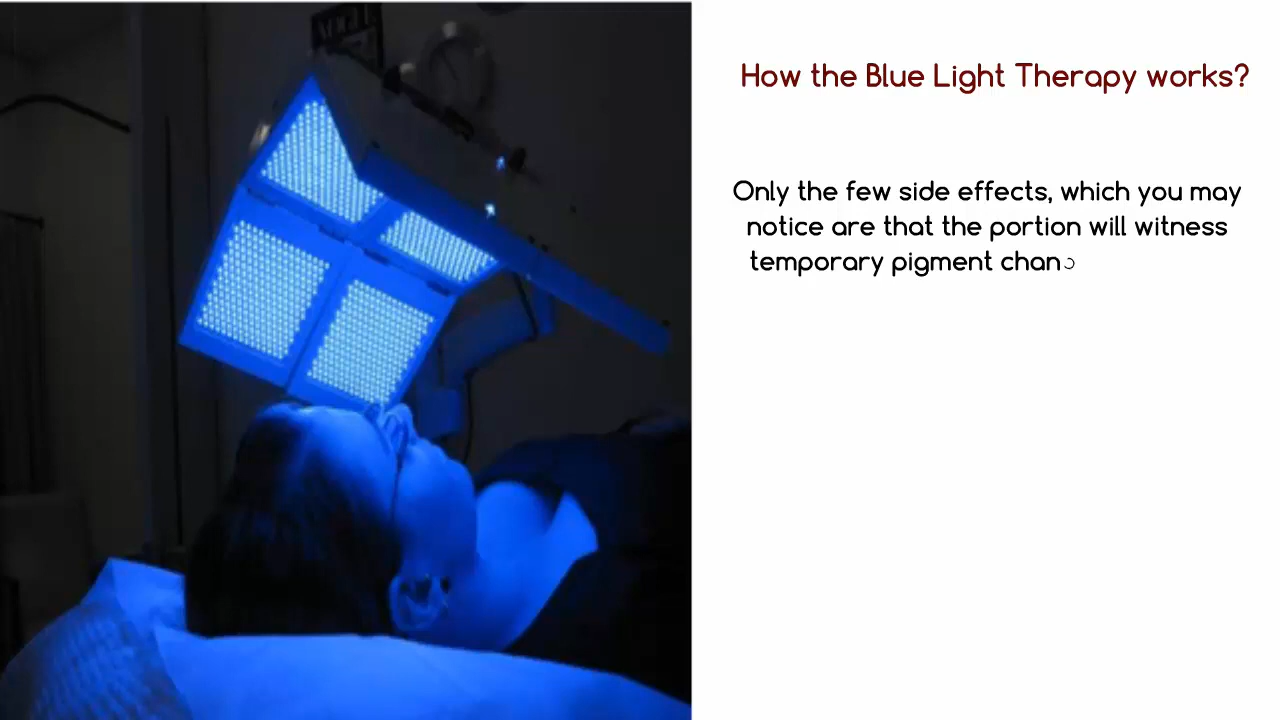 How the Blue Light Therapy works?
Only the few side effects, which you may
notice are that the portion will witness
temporary pigment chan